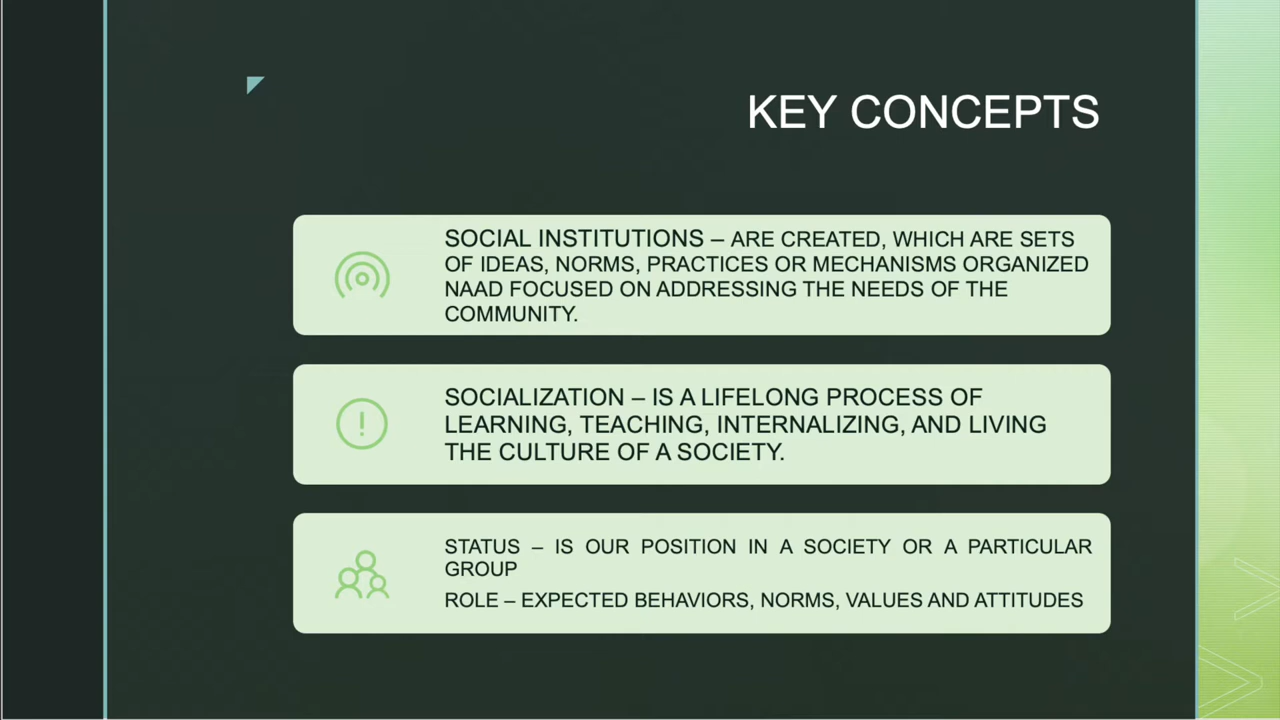 KEY CONCEPTS
SOCIAL INSTITUTIONS – ARE CREATED, WHICH ARE SETS
OF IDEAS, NORMS, PRACTICES OR MECHANISMS ORGANIZED
NAAD FOCUSED ON ADDRESSING THE NEEDS OF THE
COMMUNITY.
SOCIALIZATION – IS A LIFELONG PROCESS OF
LEARNING, TEACHING, INTERNALIZING, AND LIVING
THE CULTURE OF A SOCIETY.
STATUS – IS OUR POSITION IN A SOCIETY OR A PARTICULAR
GROUP
ROLE – EXPECTED BEHAVIORS, NORMS, VALUES AND ATTITUDES